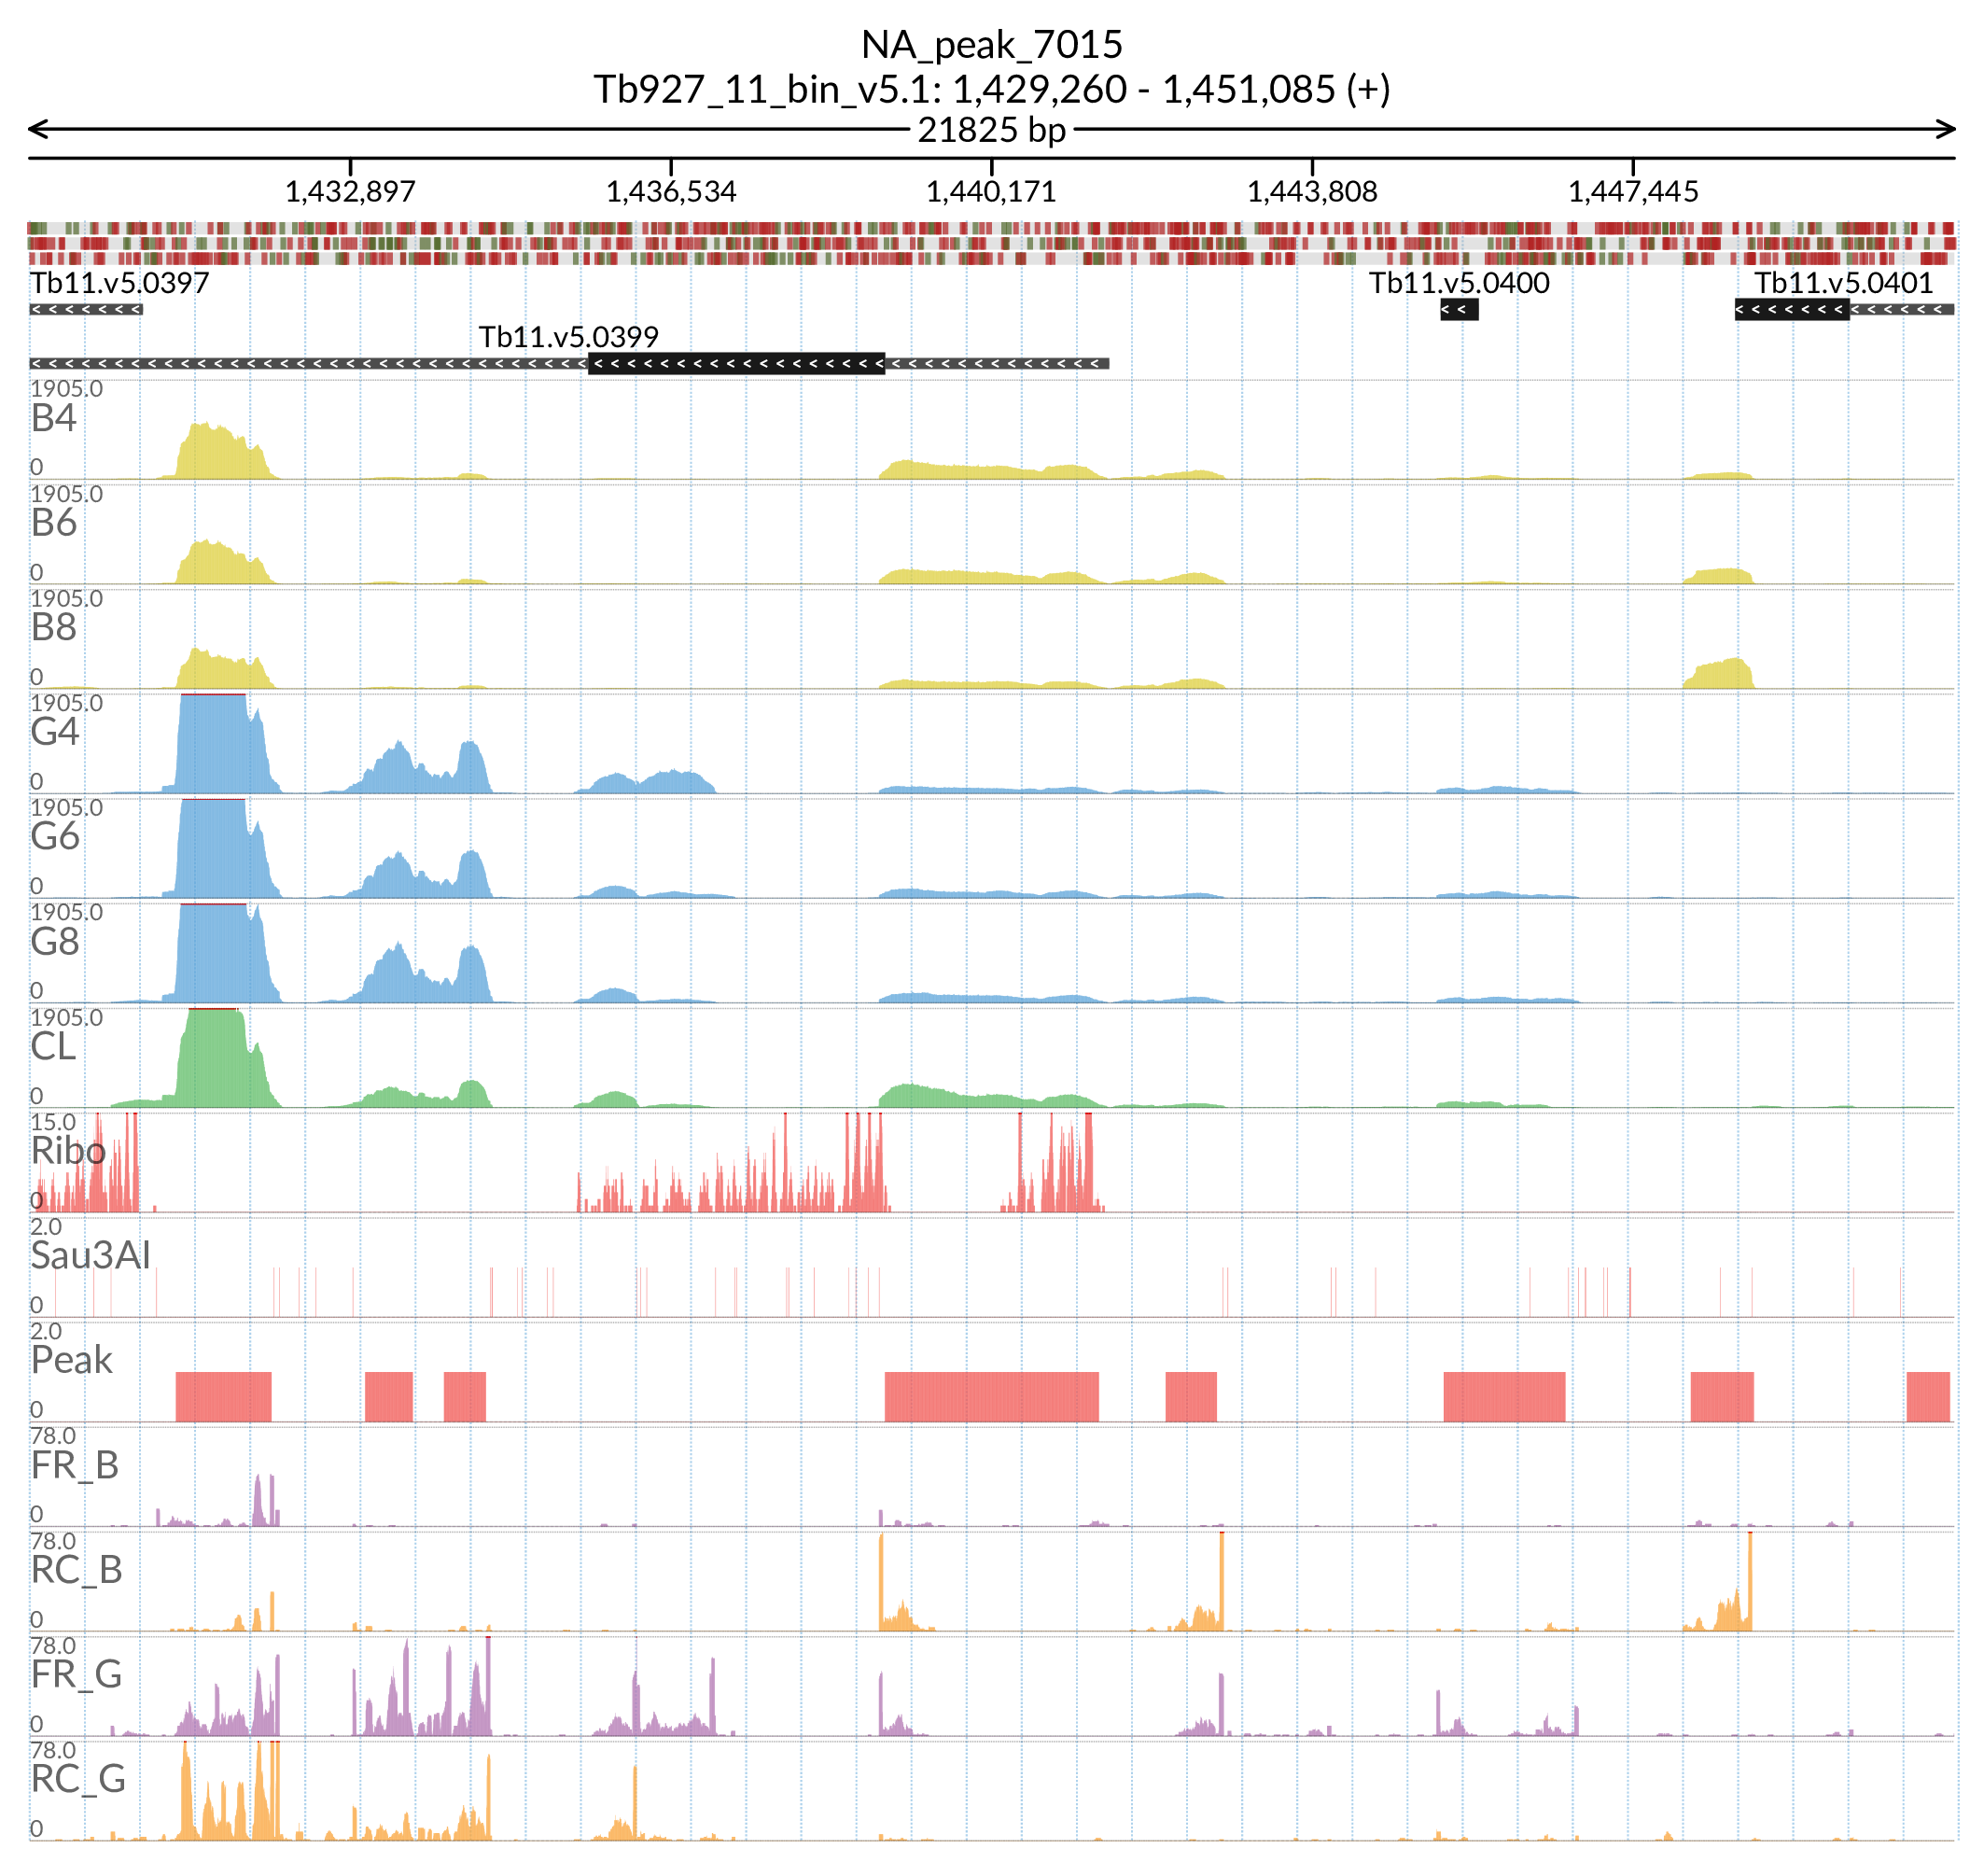 NA_peak_7015
Tb927_11_bin_v5.1: 1,429,260 - 1,451,085 (+)
21825 bp
1,432,897 1,436,534 1,440,171 1,443,808 1,447,445
Tb11.v5.0397 Tb11.v5.0400 Tb11.v5.0401
Tb11.v5.0399
1905.0
B4
0
1905.0
B6
0
1905.0
B8
0
1905.0
G4
0
1905.0
G6
0
1905.0
G8
0
1905.0
CL
0
15.0
Ribo
0
2.0
Sau3AI
0
2.0
Peak
0
78.0
FR_B
0
78.0
RC_B
0
78.0
FR_G
0
78.0
RC_G
0